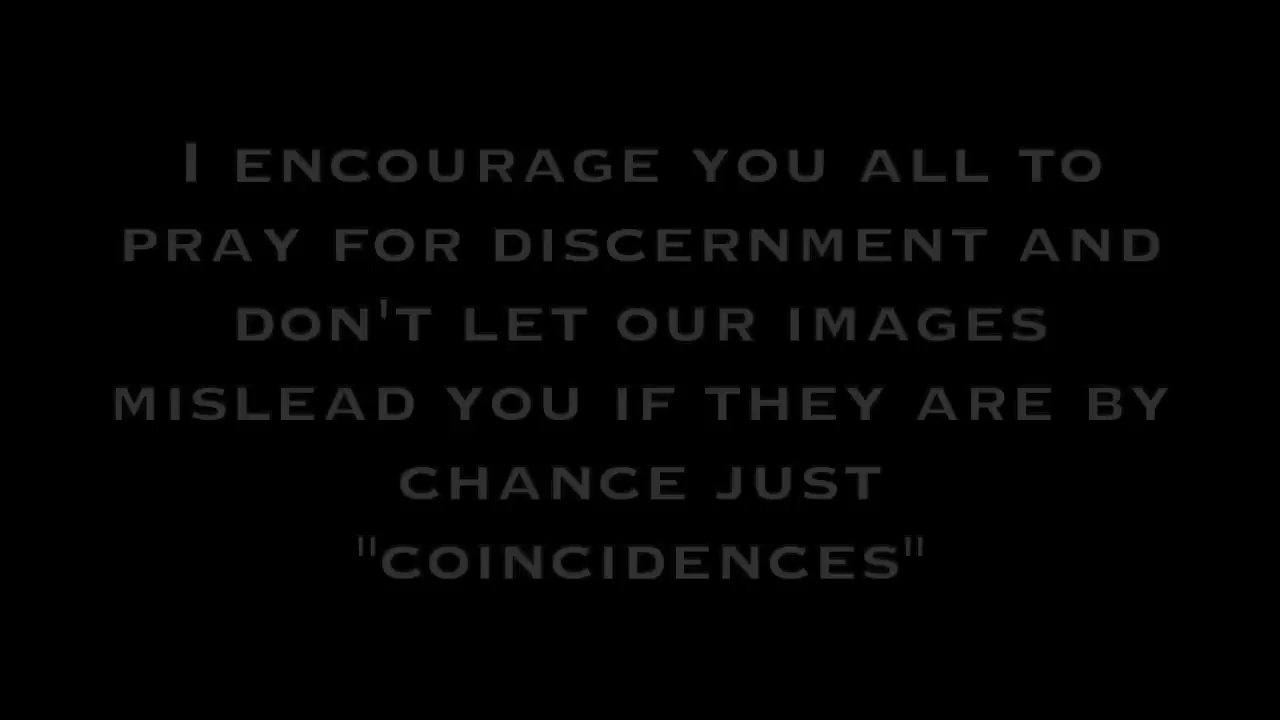 I ENCOURAGE YOU ALL TO
PRAY FOR DISCERNMENT AND
DON'T LET OUR IMAGES
MISLEAD YOU IF THEY ARE BY
CHANCE JUST
"COINCIDENCES"